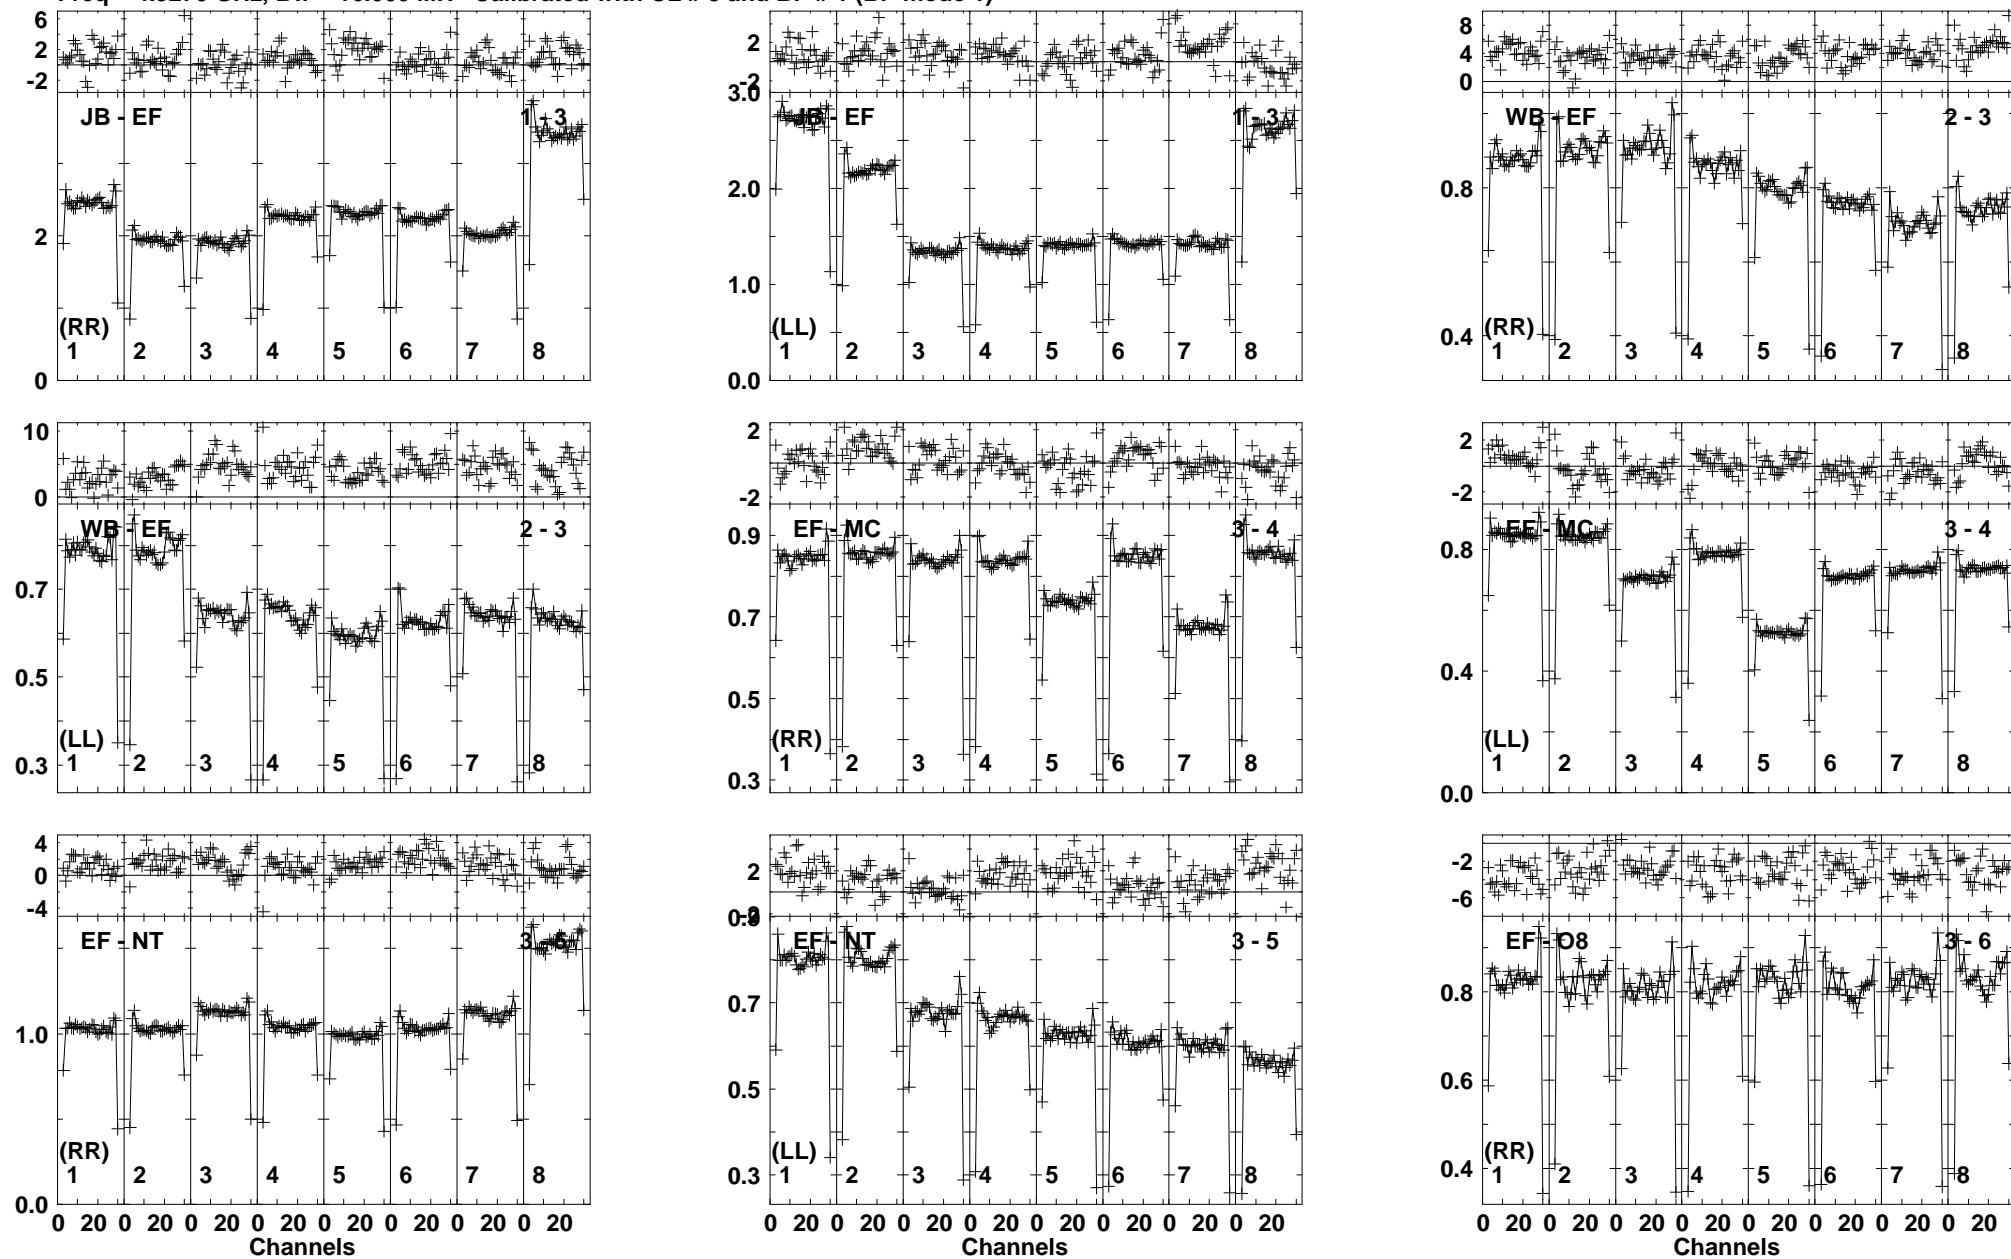 6 2 -2
2 -2
8 4 0
JB - EF 1 - 3
2
0
(RR)
1 2 3 4 5 6 7 8
3.0 2.0 1.0 0.0
JB - EF 1 - 3
(LL)
1 2 3 4 5 6 7 8
WB - EF 2 - 3
0.8 0.4
(RR)
1 2 3 4 5 6 7 8
10 0
2 -2
2 -2
WB - EF 2 - 3
0.7 0.5 0.3
(LL)
1 2 3 4 5 6 7 8
EF - MC 3 - 4
0.9 0.7 0.5 0.3
(RR)
1 2 3 4 5 6 7 8
EF - MC 3 - 4
0.8 0.4 0.0
(LL)
1 2 3 4 5 6 7 8
4 0 -4
2 -2
-2 -6
EF - NT 3 - 5
1.0 0.0
(RR)
1 2 3 4 5 6 7 8
EF - NT 3 - 5
0.9 0.7 0.5 0.3
(LL)
1 2 3 4 5 6 7 8
EF - O8 3 - 6
0.8 0.6 0.4
(RR)
1 2 3 4 5 6 7 8
0 20 0 20 0 20 0 20 0 20 0 20 0 20 0 20
0 20 0 20 0 20 0 20 0 20 0 20 0 20 0 20
0 20 0 20 0 20 0 20 0 20 0 20 0 20 0 20
Channels
Channels
Channels